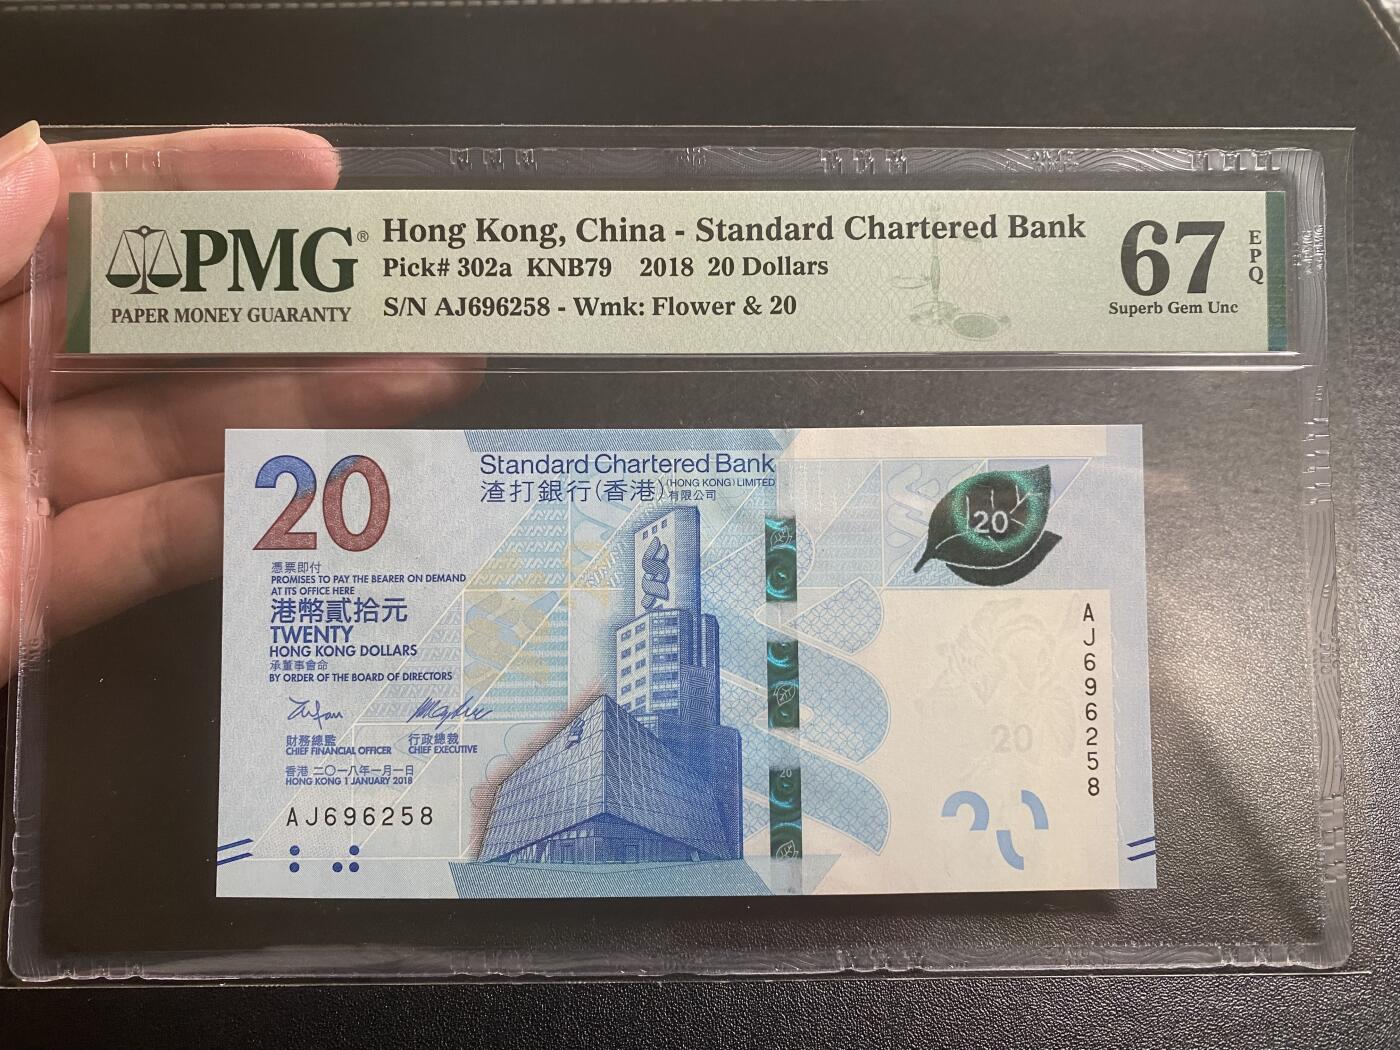 PMG®
PAPER MONEY GUARANTY
Hong Kong, China - Standard Chartered Bank
Pick# 302a KNB79 2018 20 Dollars
S/N AJ696258 - Wmk: Flower & 20
67
EPQ
Superb Gem Unc
20
Standard Chartered Bank
(HONG KONG) LIMITED
渣打銀行(香港)有限公司
憑票即付
PROMISES TO PAY THE BEARER ON DEMAND
AT ITS OFFICE HERE
港幣貳拾元
TWENTY
HONG KONG DOLLARS
承董事會命
BY ORDER OF THE BOARD OF DIRECTORS
財務總監 行政總裁
CHIEF FINANCIAL OFFICER CHIEF EXECUTIVE
香港 二〇一八年一月一日
HONG KONG 1 JANUARY 2018
AJ696258
20
20
AJ696258
20
20